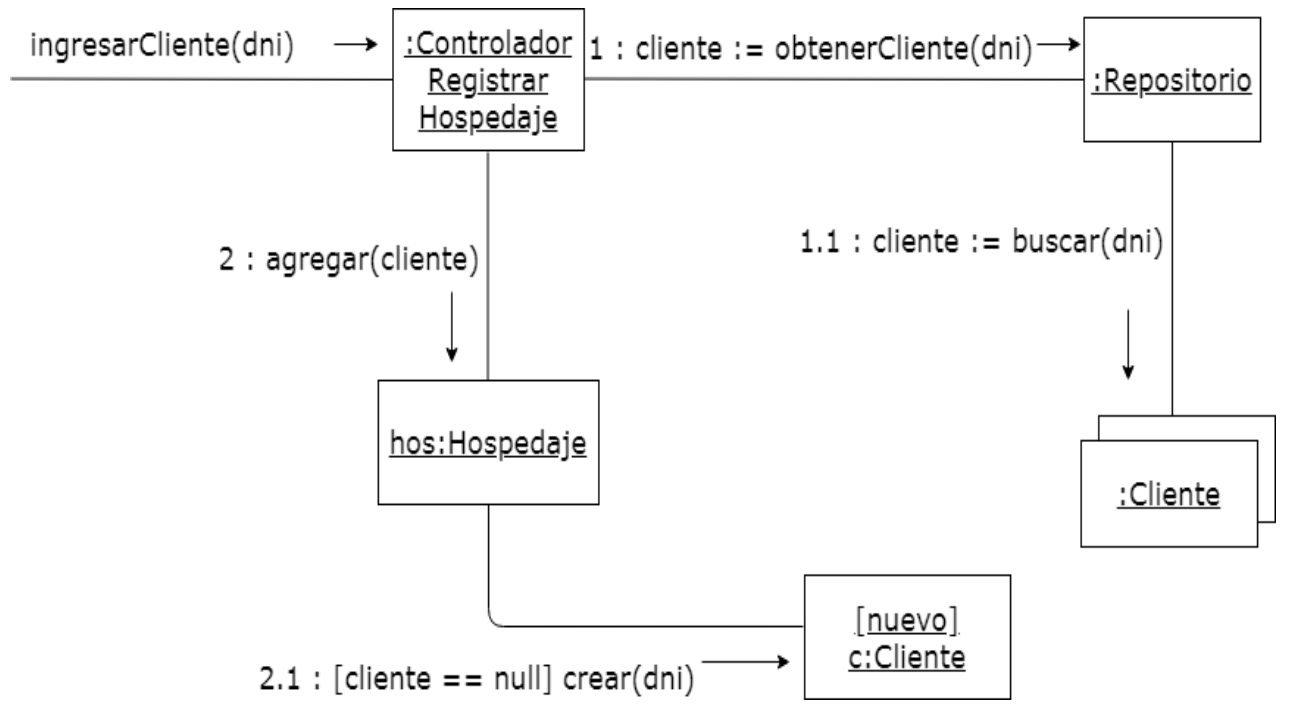 ingresarCliente(dni)
:Controlador
Registrar
Hospedaje
1 : cliente := obtenerCliente(dni)
:Repositorio
2 : agregar(cliente)
1.1 : cliente := buscar(dni)
hos:Hospedaje
:Cliente
[nuevo]
c:Cliente
2.1 : [cliente == null] crear(dni)